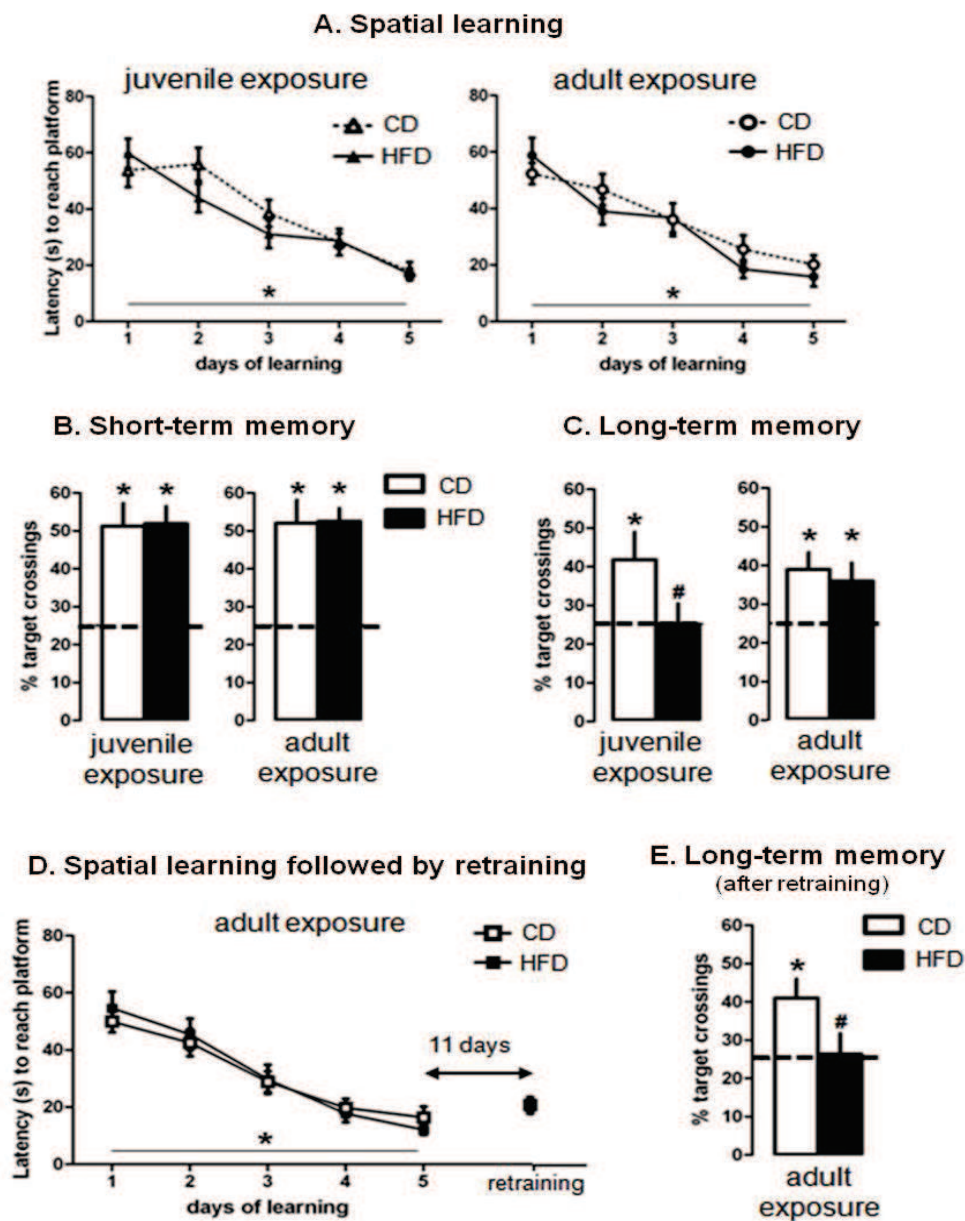 A. Spatial learning
juvenile exposure
Latency (s) to reach platform
80
60
40
20
0
CD
HFD
*
1 2 3 4 5
days of learning
adult exposure
80
60
40
20
0
CD
HFD
*
1 2 3 4 5
days of learning
B. Short-term memory
% target crossings
60
50
40
30
20
10
0
* *
juvenile
exposure
60
50
40
30
20
10
0
* *
adult
exposure
CD
HFD
C. Long-term memory
% target crossings
60
50
40
30
20
10
0
*
#
juvenile
exposure
60
50
40
30
20
10
0
* *
adult
exposure
D. Spatial learning followed by retraining
adult exposure
Latency (s) to reach platform
80
60
40
20
0
CD
HFD
11 days
*
1 2 3 4 5 retraining
days of learning
E. Long-term memory
(after retraining)
% target crossings
60
50
40
30
20
10
0
CD
HFD
*
#
adult
exposure